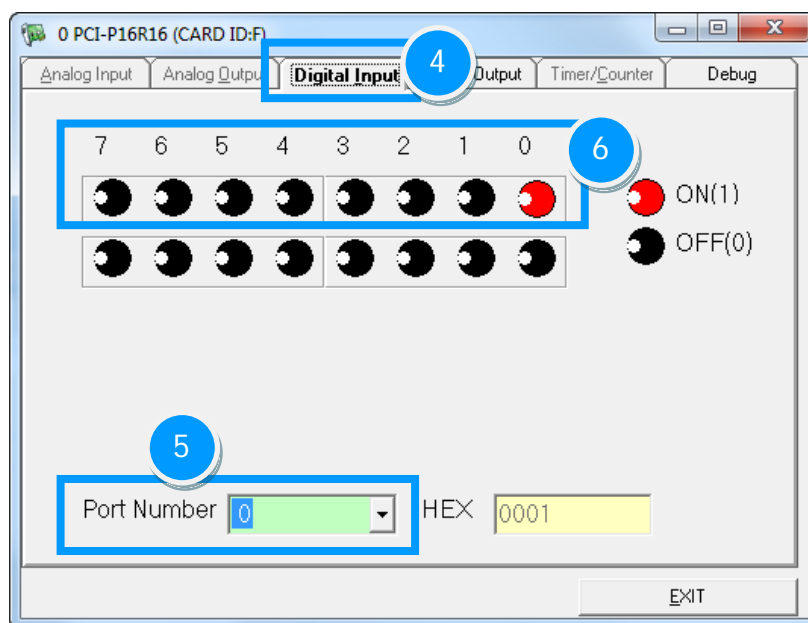 0 PCI-P16R16 (CARD ID:F)
Analog Input Analog Outpu Digital Input 4 Output Timer/Counter Debug
7 6 5 4 3 2 1 0 6
ON(1)
OFF(0)
5
Port Number 0 HEX 0001
EXIT